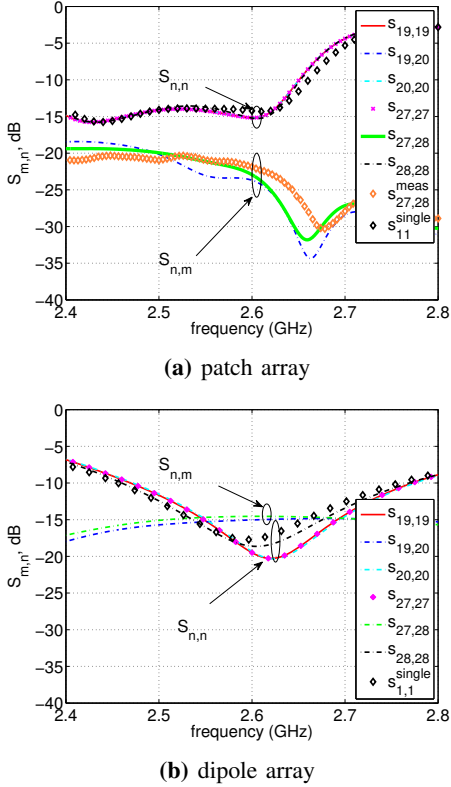 0
−5
−10
−15
−20
−25
−30
−35
−40
S_{m,n}, dB
S_{n,n}
S_{n,m}
S_{19,19}
S_{19,20}
S_{20,20}
S_{27,27}
S_{27,28}
S_{28,28}
S_{27,28}^{meas}
S_{11}^{single}
2.4 2.5 2.6 2.7 2.8
frequency (GHz)
(a) patch array
0
−5
−10
−15
−20
−25
−30
−35
−40
S_{m,n}, dB
S_{n,m}
S_{n,n}
S_{19,19}
S_{19,20}
S_{20,20}
S_{27,27}
S_{27,28}
S_{28,28}
S_{1,1}^{single}
2.4 2.5 2.6 2.7 2.8
frequency (GHz)
(b) dipole array